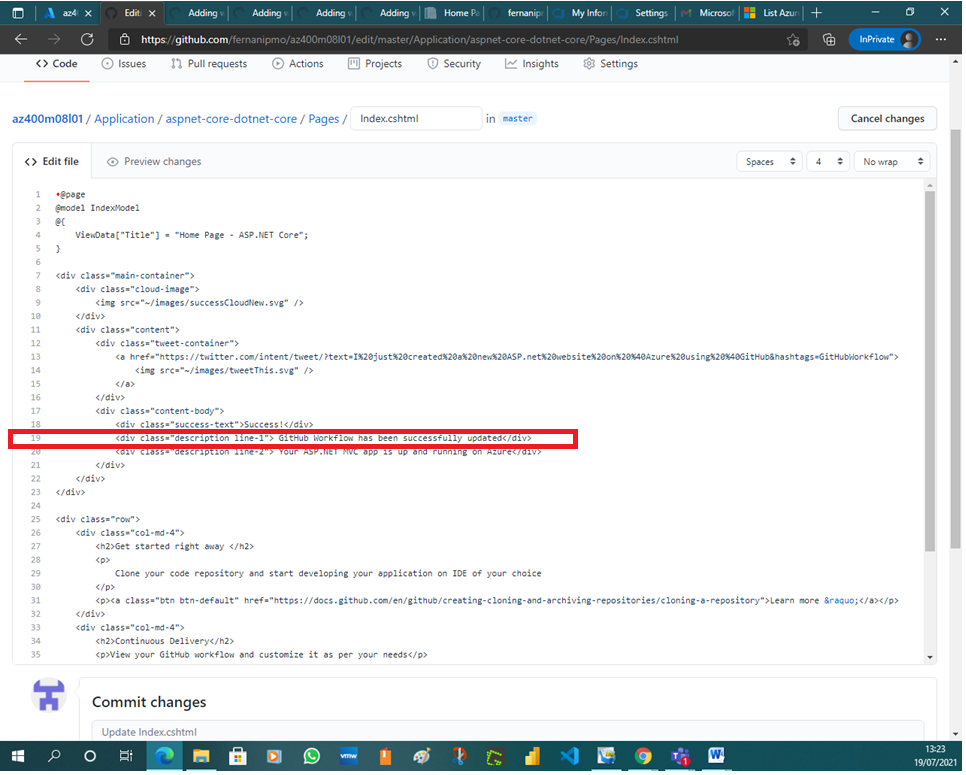 az4
Editi
Adding v
Adding v
Adding v
Adding v
Home Pa
fernanip
My Infor
Settings
Microsof
List Azur
https://github.com/fernanipmo/az400m08l01/edit/master/Application/aspnet-core-dotnet-core/Pages/Index.cshtml
InPrivate
Code
Issues
Pull requests
Actions
Projects
Security
Insights
Settings
az400m08l01 / Application / aspnet-core-dotnet-core / Pages / Index.cshtml in master
Cancel changes
Edit file
Preview changes
Spaces
4
No wrap
1 @page
2 @model IndexModel
3 @{
4 ViewData["Title"] = "Home Page - ASP.NET Core";
5 }
6
7 <div class="main-container">
8 <div class="cloud-image">
9 <img src="~/images/successCloudNew.svg" />
10 </div>
11 <div class="content">
12 <div class="tweet-container">
13 <a href="https://twitter.com/intent/tweet/?text=I%20just%20created%20a%20new%20ASP.net%20website%20on%20%40Azure%20using%20%40GitHub&hashtags=GitHubWorkflow">
14 <img src="~/images/tweetThis.svg" />
15 </a>
16 </div>
17 <div class="content-body">
18 <div class="success-text">Success!</div>
19 <div class="description line-1"> GitHub Workflow has been successfully updated</div>
20 <div class="description line-2"> Your ASP.NET MVC app is up and running on Azure</div>
21 </div>
22 </div>
23 </div>
24
25 <div class="row">
26 <div class="col-md-4">
27 <h2>Get started right away </h2>
28 <p>
29 Clone your code repository and start developing your application on IDE of your choice
30 </p>
31 <p><a class="btn btn-default" href="https://docs.github.com/en/github/creating-cloning-and-archiving-repositories/cloning-a-repository">Learn more &raquo;</a></p>
32 </div>
33 <div class="col-md-4">
34 <h2>Continuous Delivery</h2>
35 <p>View your GitHub workflow and customize it as per your needs</p>
Commit changes
Update Index.cshtml
vmw
13:23
19/07/2021